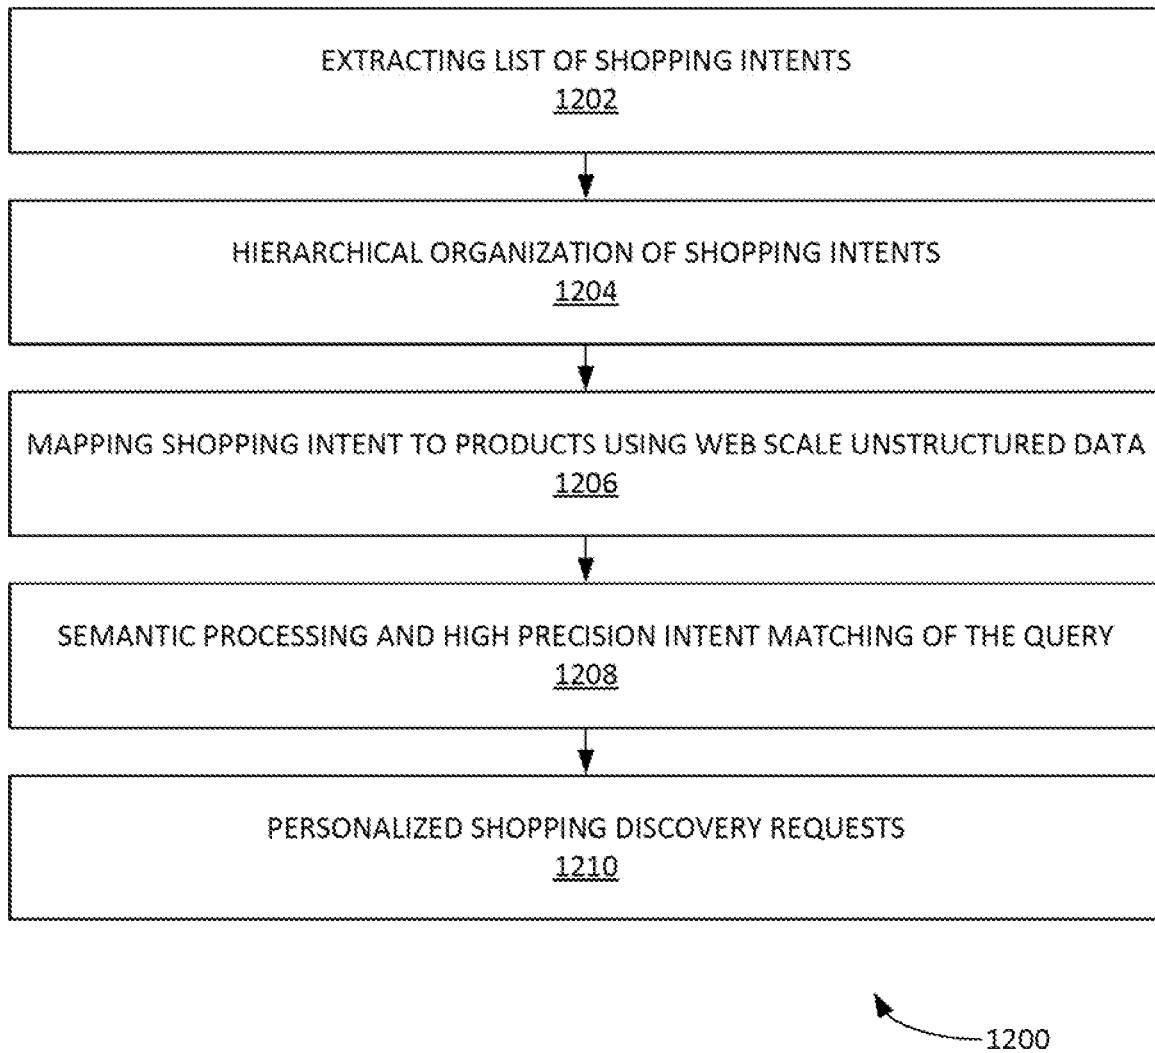 EXTRACTING LIST OF SHOPPING INTENTS
1202
HIERARCHICAL ORGANIZATION OF SHOPPING INTENTS
1204
MAPPING SHOPPING INTENT TO PRODUCTS USING WEB SCALE UNSTRUCTURED DATA
1206
SEMANTIC PROCESSING AND HIGH PRECISION INTENT MATCHING OF THE QUERY
1208
PERSONALIZED SHOPPING DISCOVERY REQUESTS
1210
1200